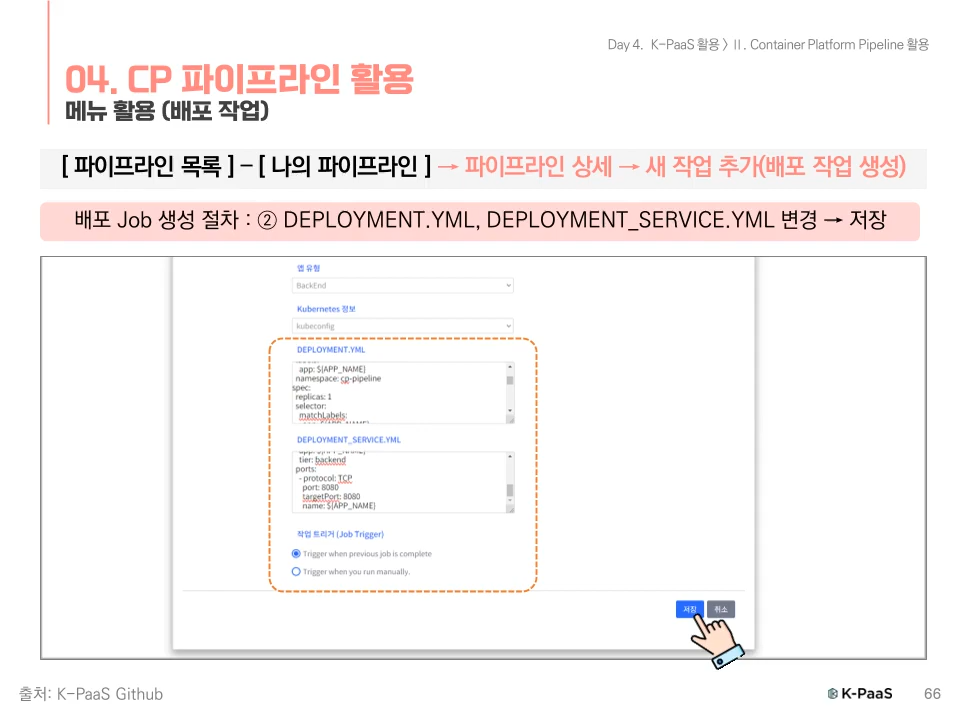 Day 4. K-PaaS 활용 > Ⅱ. Container Platform Pipeline 활용
04. CP 파이프라인 활용
메뉴 활용 (배포 작업)
[ 파이프라인 목록 ] – [ 나의 파이프라인 ] → 파이프라인 상세 → 새 작업 추가(배포 작업 생성)
배포 Job 생성 절차 : ② DEPLOYMENT.YML, DEPLOYMENT_SERVICE.YML 변경 → 저장
앱 유형
BackEnd
Kubernetes 정보
kubeconfig
DEPLOYMENT.YML
app: ${APP_NAME}
namespace: cp-pipeline
spec:
replicas: 1
selector:
matchLabels:
DEPLOYMENT_SERVICE.YML
app: ${APP_NAME}
tier: backend
ports:
- protocol: TCP
port: 8080
targetPort: 8080
name: ${APP_NAME}
작업 트리거 (Job Trigger)
Trigger when previous job is complete
Trigger when you run manually.
저장 취소
출처: K-PaaS Github
K-PaaS 66